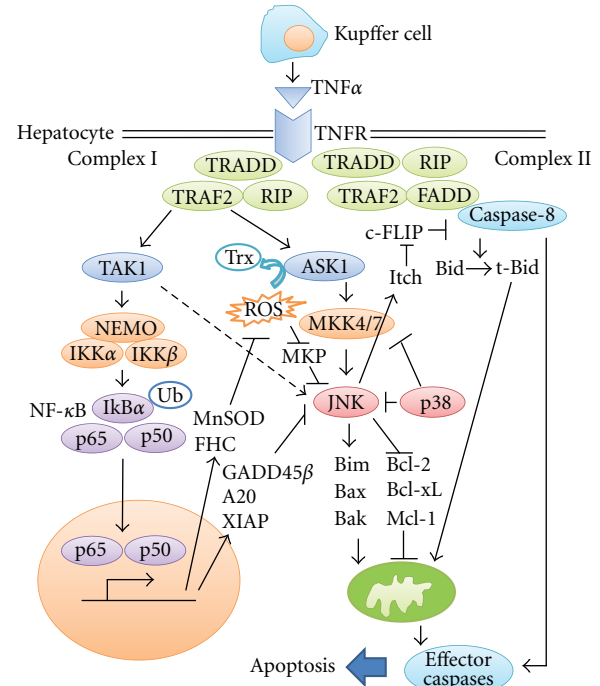 Kupffer cell
TNFα
Hepatocyte
TNFR
Complex I
Complex II
TRADD
TRADD
RIP
TRAF2
RIP
TRAF2
FADD
Caspase-8
c-FLIP
Trx
ASK1
TAK1
Itch
Bid
t-Bid
ROS
NEMO
MKK4/7
IKKα
IKKβ
MKP
Ub
NF-κB
IkBα
JNK
p38
p65
p50
MnSOD
FHC
GADD45β
A20
XIAP
Bim
Bax
Bak
Bcl-2
Bcl-xL
Mcl-1
p65
p50
Apoptosis
Effector
caspases